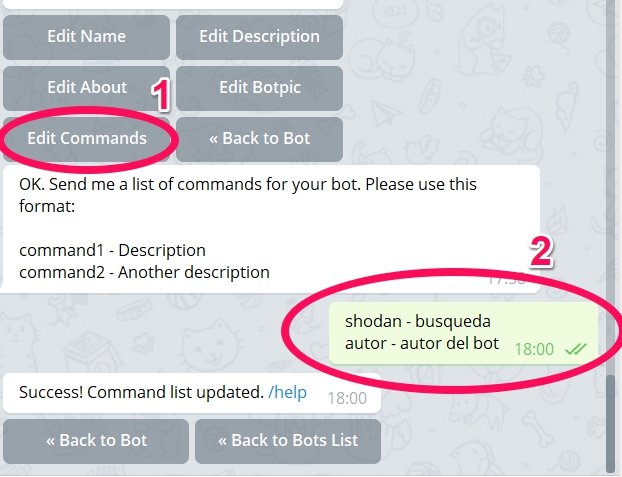 Edit Name
Edit Description
Edit About
1
Edit Botpic
Edit Commands
« Back to Bot
OK. Send me a list of commands for your bot. Please use this
format:
command1 - Description
command2 - Another description
2
shodan - busqueda
autor - autor del bot
18:00
Success! Command list updated. /help
18:00
« Back to Bot
« Back to Bots List